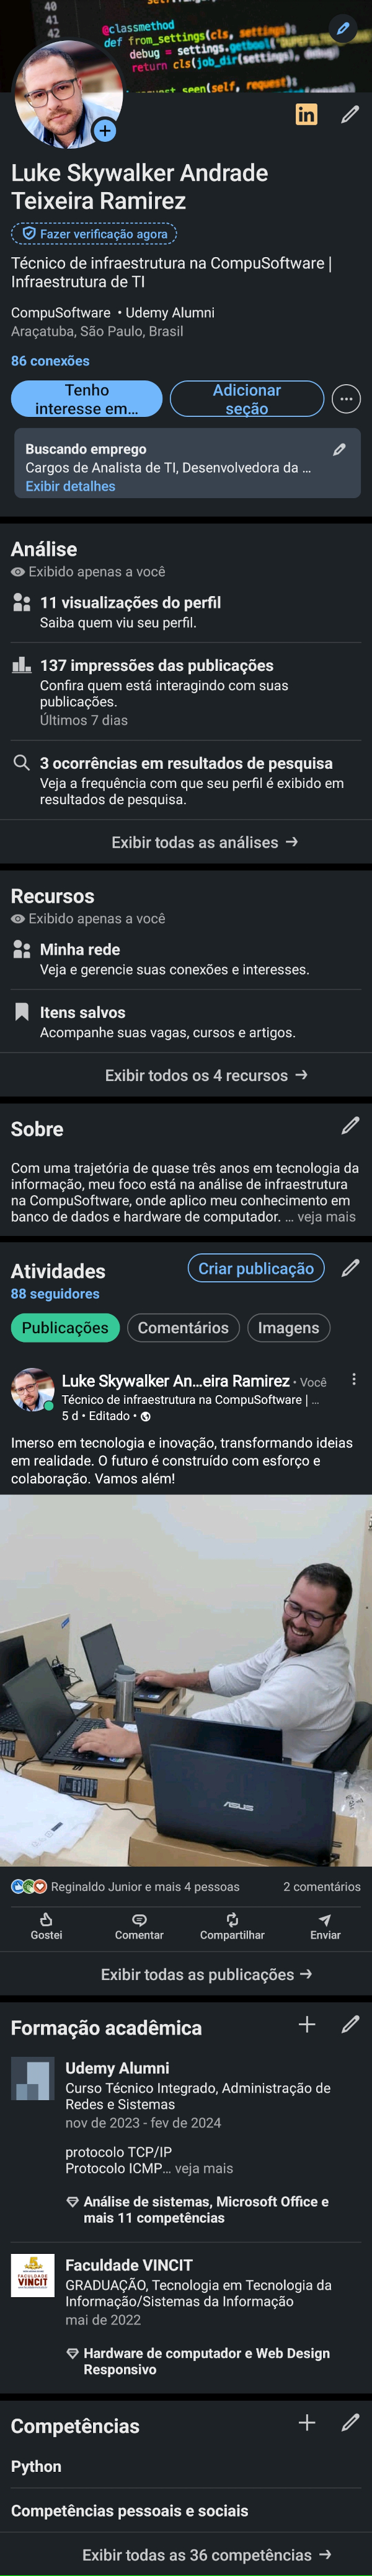 40
41
42
@classmethod
def from_settings(cls, settings):
debug = settings.getbool(
return cls(job_dir(settings), debug)
seen(self, request):
in
Luke Skywalker Andrade
Teixeira Ramirez
Fazer verificação agora
Técnico de infraestrutura na CompuSoftware |
Infraestrutura de TI
CompuSoftware • Udemy Alumni
Araçatuba, São Paulo, Brasil
86 conexões
Tenho
interesse em...
Adicionar
seção
Buscando emprego
Cargos de Analista de TI, Desenvolvedora da ...
Exibir detalhes
Análise
Exibido apenas a você
11 visualizações do perfil
Saiba quem viu seu perfil.
137 impressões das publicações
Confira quem está interagindo com suas
publicações.
Últimos 7 dias
3 ocorrências em resultados de pesquisa
Veja a frequência com que seu perfil é exibido em
resultados de pesquisa.
Exibir todas as análises →
Recursos
Exibido apenas a você
Minha rede
Veja e gerencie suas conexões e interesses.
Itens salvos
Acompanhe suas vagas, cursos e artigos.
Exibir todos os 4 recursos →
Sobre
Com uma trajetória de quase três anos em tecnologia da
informação, meu foco está na análise de infraestrutura
na CompuSoftware, onde aplico meu conhecimento em
banco de dados e hardware de computador. ... veja mais
Atividades
Criar publicação
88 seguidores
Publicações
Comentários
Imagens
Luke Skywalker An...eira Ramirez • Você
Técnico de infraestrutura na CompuSoftware | ...
5 d • Editado •
Imerso em tecnologia e inovação, transformando ideias
em realidade. O futuro é construído com esforço e
colaboração. Vamos além!
ASUS
Reginaldo Junior e mais 4 pessoas
2 comentários
Gostei
Comentar
Compartilhar
Enviar
Exibir todas as publicações →
Formação acadêmica
Udemy Alumni
Curso Técnico Integrado, Administração de
Redes e Sistemas
nov de 2023 - fev de 2024
protocolo TCP/IP
Protocolo ICMP... veja mais
Análise de sistemas, Microsoft Office e
mais 11 competências
FACULDADE
VINCIT
Faculdade VINCIT
GRADUAÇÃO, Tecnologia em Tecnologia da
Informação/Sistemas da Informação
mai de 2022
Hardware de computador e Web Design
Responsivo
Competências
Python
Competências pessoais e sociais
Exibir todas as 36 competências →